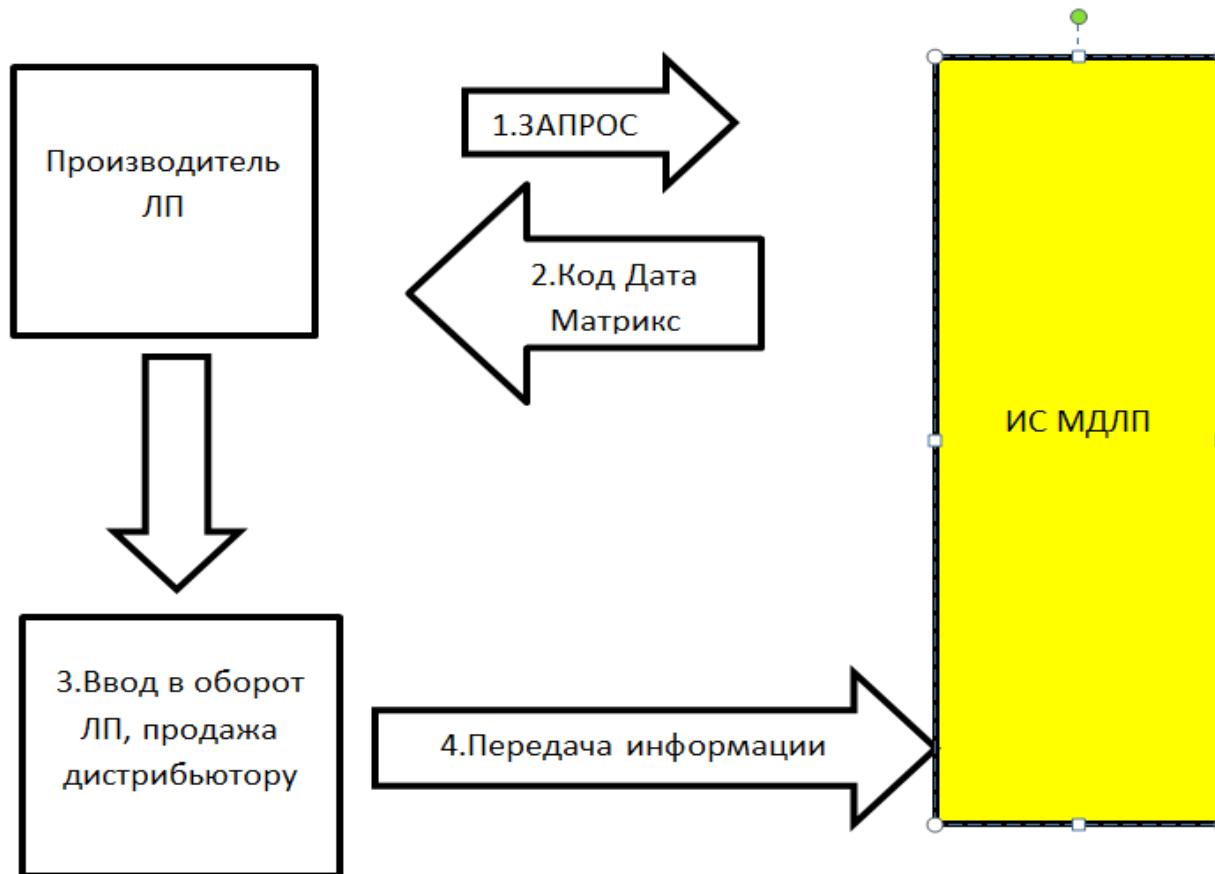 Производитель
ЛП
1.ЗАПРОС
2.Код Дата
Матрикс
ИС МДЛП
3.Ввод в оборот
ЛП, продажа
дистрибьютору
4.Передача информации